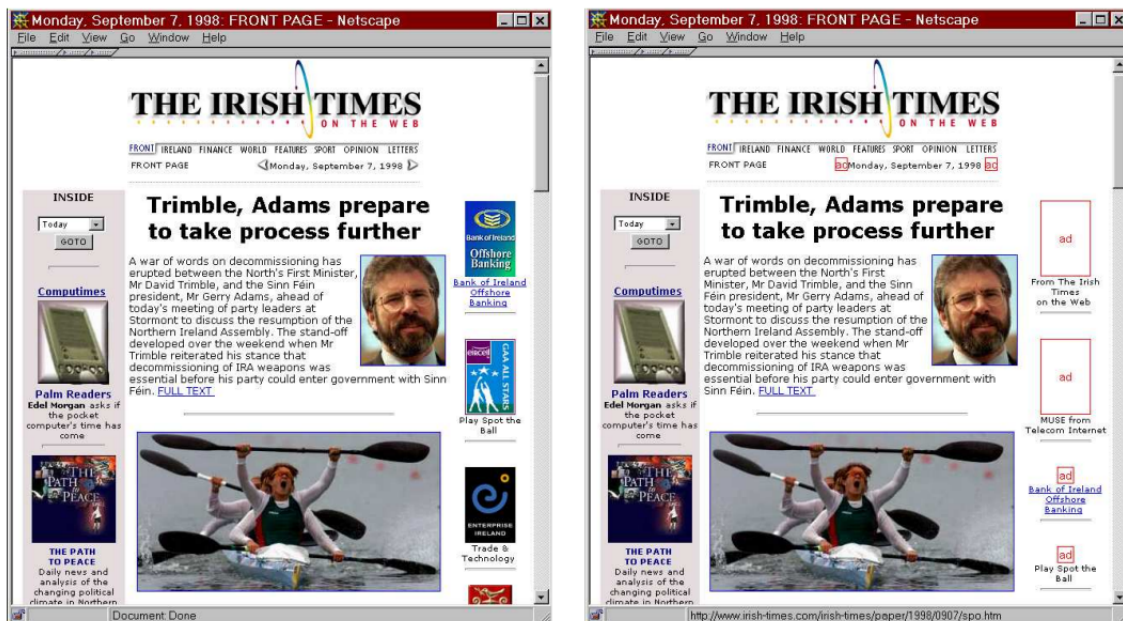 Monday, September 7, 1998: FRONT PAGE - Netscape
File Edit View Go Window Help
THE IRISH TIMES
ON THE WEB
FRONT IRELAND FINANCE WORLD FEATURES SPORT OPINION LETTERS
FRONT PAGE
Monday, September 7, 1998
INSIDE
Today
GOTO
Computimes
Palm Readers
Edel Morgan asks if
the pocket
computer's time has
come
THE PATH TO PEACE
THE PATH
TO PEACE
Daily news and
analysis of the
changing political
climate in Northern
Trimble, Adams prepare
to take process further
A war of words on decommissioning has
erupted between the North's First Minister,
Mr David Trimble, and the Sinn Féin
president, Mr Gerry Adams, ahead of
today's meeting of party leaders at
Stormont to discuss the resumption of the
Northern Ireland Assembly. The stand-off
developed over the weekend when Mr
Trimble reiterated his stance that
decommissioning of IRA weapons was
essential before his party could enter government with Sinn
Féin. FULL TEXT
Bank of Ireland
Offshore
Banking
Bank of Ireland
Offshore
Banking
eircell
GAA ALL STARS
Play Spot the
Ball
ENTERPRISE
IRELAND
Trade &
Technology
Document: Done
Monday, September 7, 1998: FRONT PAGE - Netscape
File Edit View Go Window Help
THE IRISH TIMES
ON THE WEB
FRONT IRELAND FINANCE WORLD FEATURES SPORT OPINION LETTERS
FRONT PAGE
ad Monday, September 7, 1998 ad
INSIDE
Today
GOTO
Computimes
Palm Readers
Edel Morgan asks if
the pocket
computer's time has
come
THE PATH TO PEACE
THE PATH
TO PEACE
Daily news and
analysis of the
changing political
climate in Northern
Trimble, Adams prepare
to take process further
A war of words on decommissioning has
erupted between the North's First
Minister, Mr David Trimble, and the Sinn
Féin president, Mr Gerry Adams, ahead of
today's meeting of party leaders at
Stormont to discuss the resumption of the
Northern Ireland Assembly. The stand-off
developed over the weekend when Mr
Trimble reiterated his stance that
decommissioning of IRA weapons was
essential before his party could enter government with
Sinn Féin. FULL TEXT
ad
From The Irish
Times
on the Web
ad
MUSE from
Telecom Internet
ad
Bank of Ireland
Offshore
Banking
ad
Play Spot the
Ball
http://www.irish-times.com/irish-times/paper/1998/0907/spo.htm